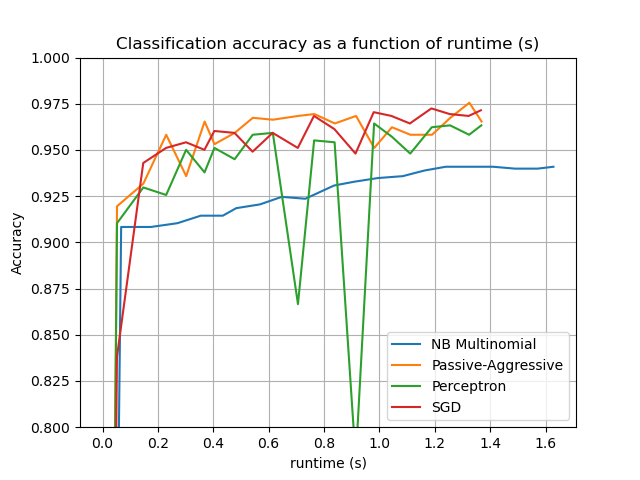 Classification accuracy as a function of runtime (s)
1.000
0.975
0.950
0.925
0.900
0.875
0.850
0.825
0.800
Accuracy
NB Multinomial
Passive-Aggressive
Perceptron
SGD
0.0 0.2 0.4 0.6 0.8 1.0 1.2 1.4 1.6
runtime (s)